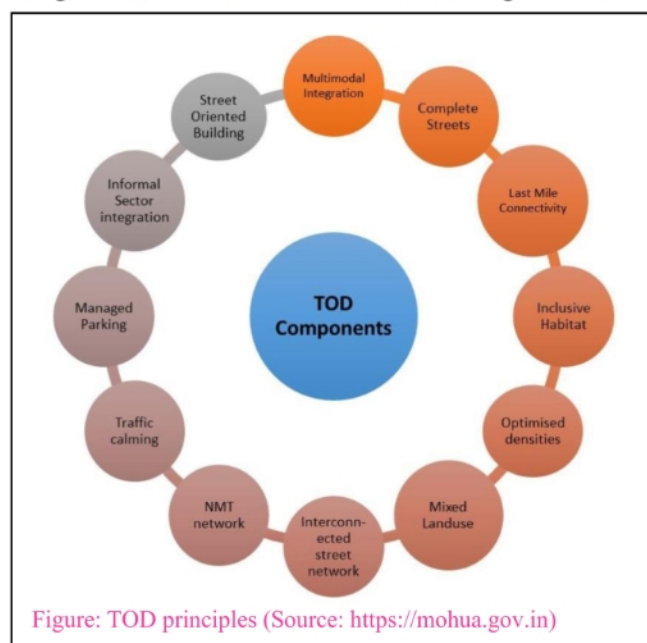 Multimodal
Integration
Complete
Streets
Last Mile
Connectivity
Inclusive
Habitat
Optimised
densities
Mixed
Landuse
Interconn-
ected
street
network
NMT
network
Traffic
calming
Managed
Parking
Informal
Sector
integration
Street
Oriented
Building
TOD
Components
Figure: TOD principles (Source: https://mohua.gov.in)